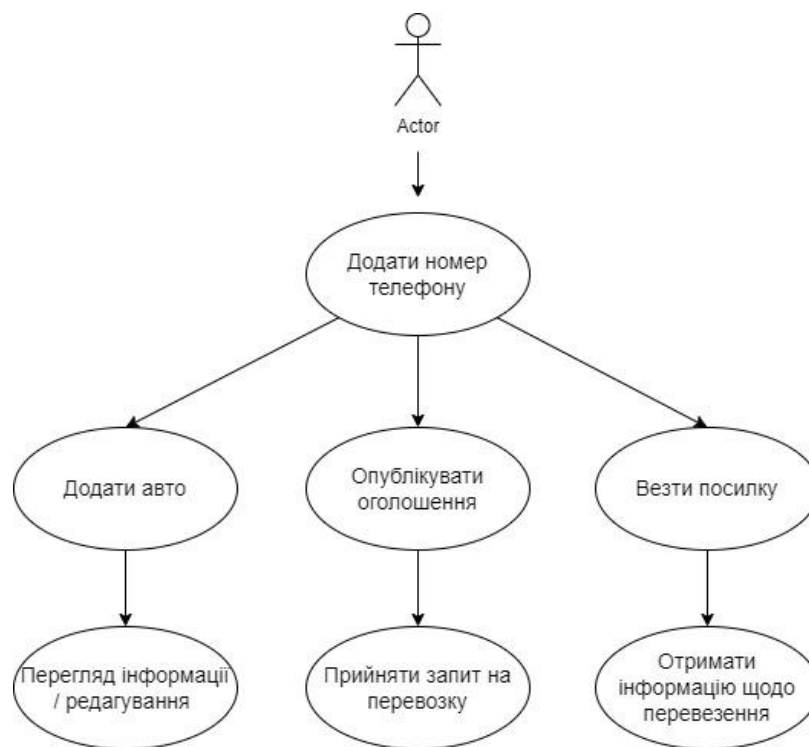 Actor
Додати номер
телефону
Додати авто
Опублікувати
оголошення
Везти посилку
Перегляд інформації
/ редагування
Прийняти запит на
перевозку
Отримати
інформацію щодо
перевезення